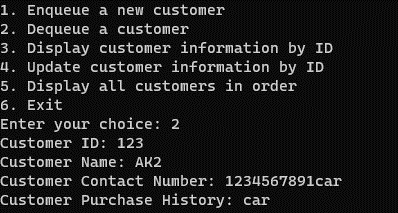 1. Enqueue a new customer
2. Dequeue a customer
3. Display customer information by ID
4. Update customer information by ID
5. Display all customers in order
6. Exit
Enter your choice: 2
Customer ID: 123
Customer Name: AK2
Customer Contact Number: 1234567891car
Customer Purchase History: car